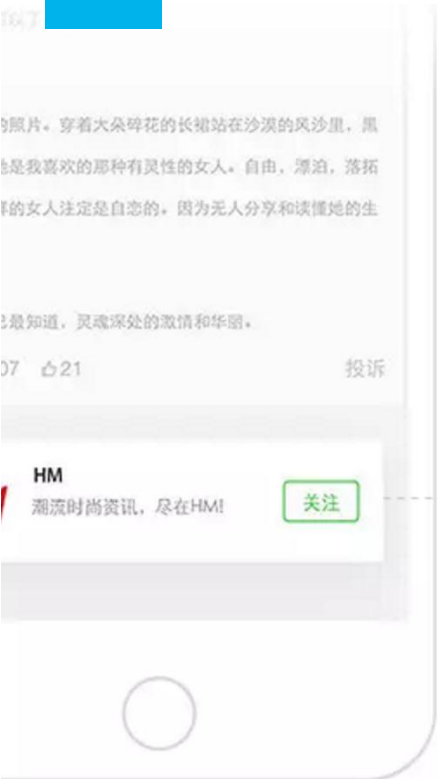 的照片。穿着大朵碎花的长裙站在沙漠的风沙里，黑
她是我喜欢的那种有灵性的女人。自由，漂泊，落拓
的女人注定是自恋的。因为无人分享和读懂她的生
己最知道，灵魂深处的激情和华丽。
07 21 投诉
HM
潮流时尚资讯，尽在HM!
关注